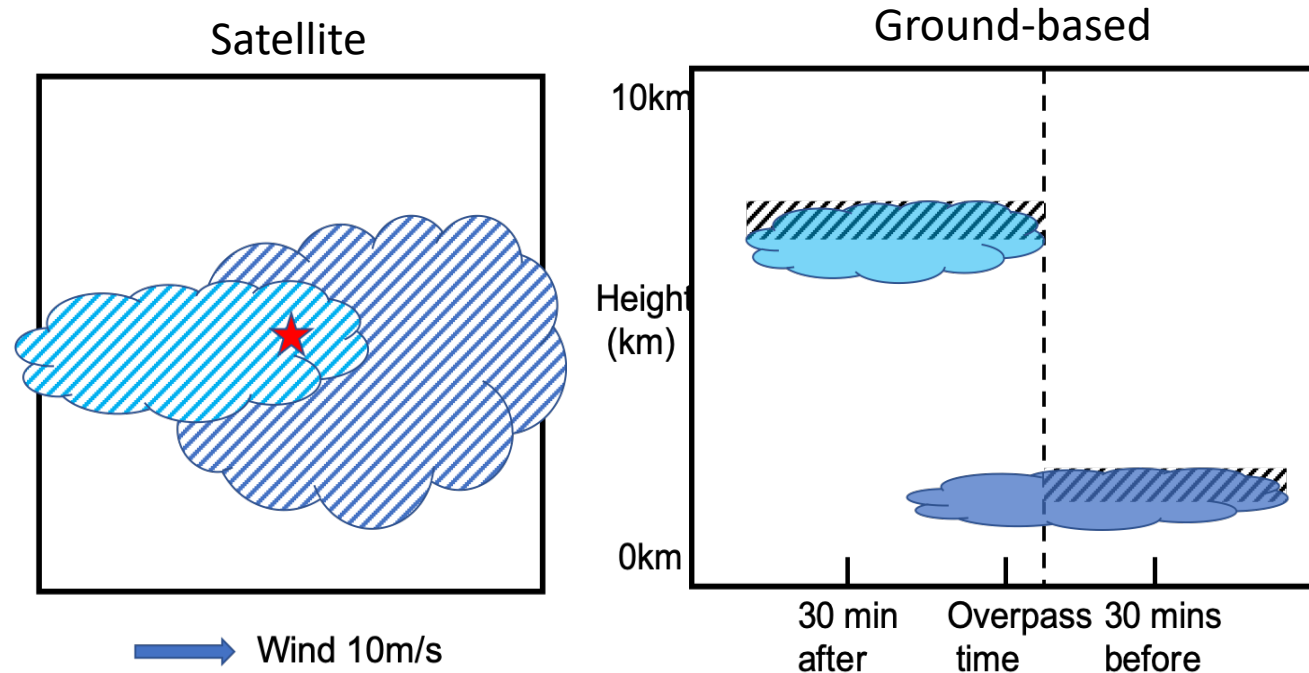 Satellite
Ground-based
10km
Height
(km)
0km
30 min
after
Overpass
time
30 mins
before
Wind 10m/s